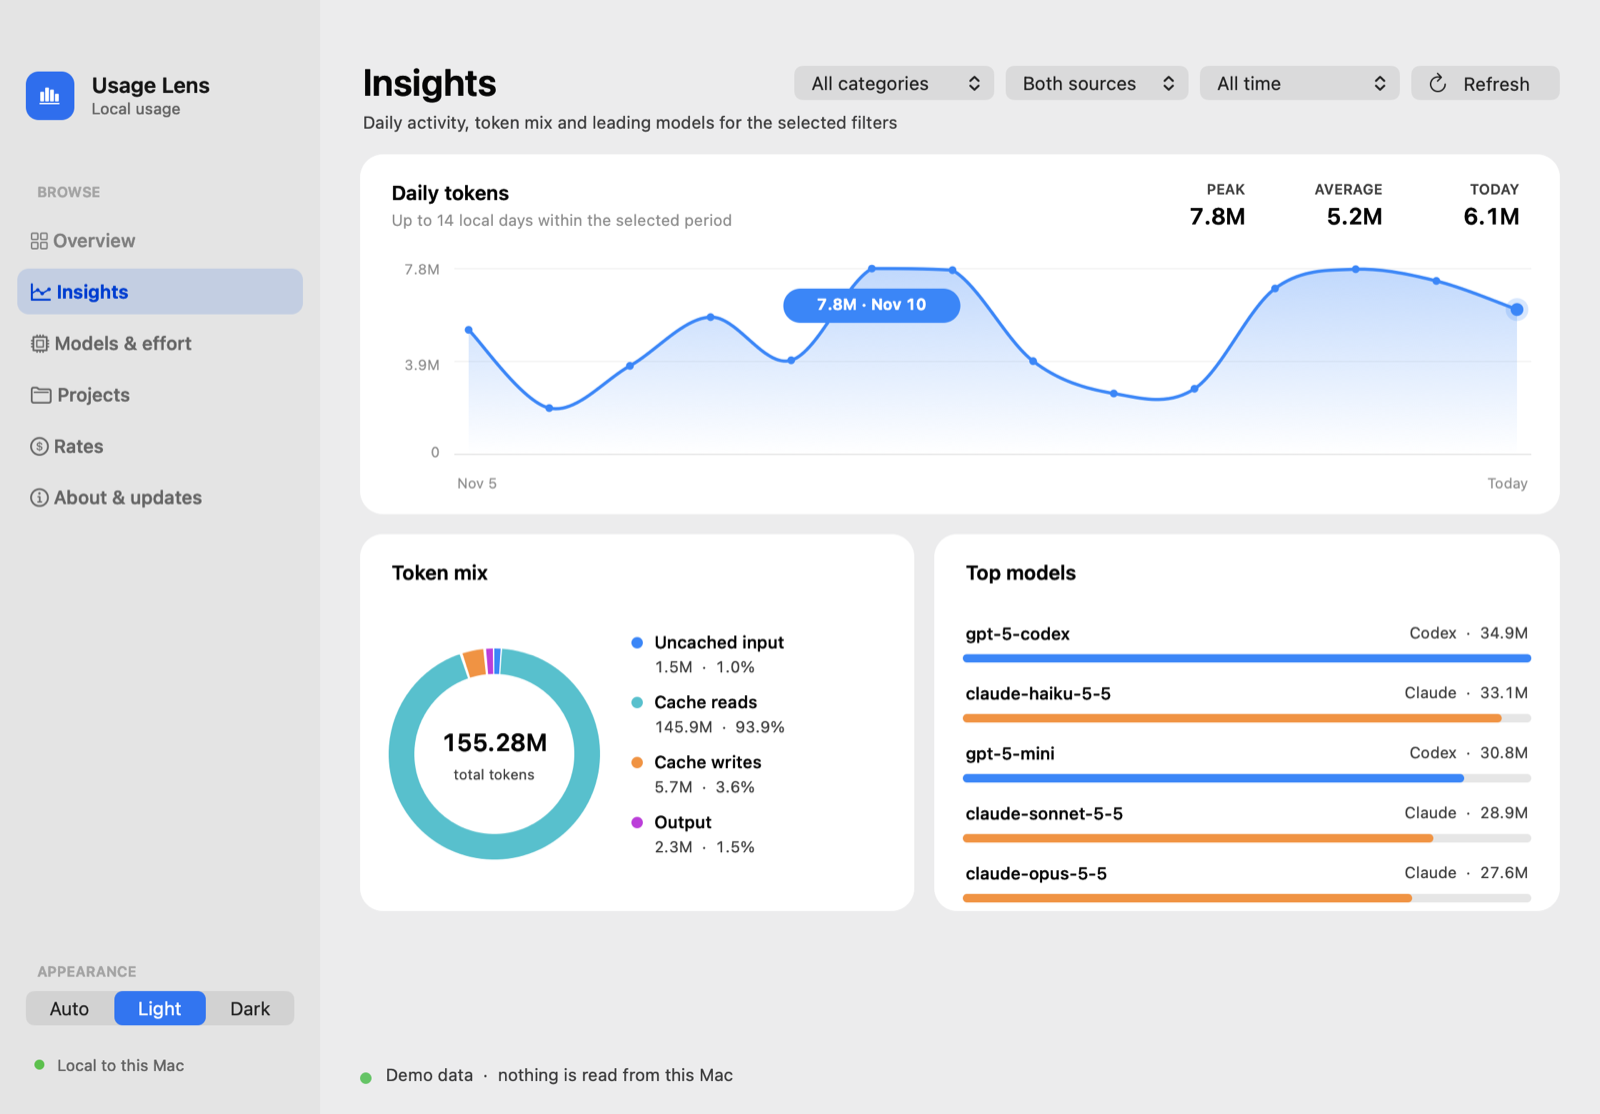 Usage Lens
Local usage
BROWSE
Overview
Insights
Models & effort
Projects
Rates
About & updates
APPEARANCE
Auto Light Dark
Local to this Mac
Insights
All categories Both sources All time Refresh
Daily activity, token mix and leading models for the selected filters
Daily tokens
Up to 14 local days within the selected period
PEAK AVERAGE TODAY
7.8M 5.2M 6.1M
7.8M
7.8M · Nov 10
3.9M
0
Nov 5 Today
Token mix
155.28M
total tokens
Uncached input
1.5M · 1.0%
Cache reads
145.9M · 93.9%
Cache writes
5.7M · 3.6%
Output
2.3M · 1.5%
Top models
gpt-5-codex Codex · 34.9M
claude-haiku-5-5 Claude · 33.1M
gpt-5-mini Codex · 30.8M
claude-sonnet-5-5 Claude · 28.9M
claude-opus-5-5 Claude · 27.6M
Demo data · nothing is read from this Mac